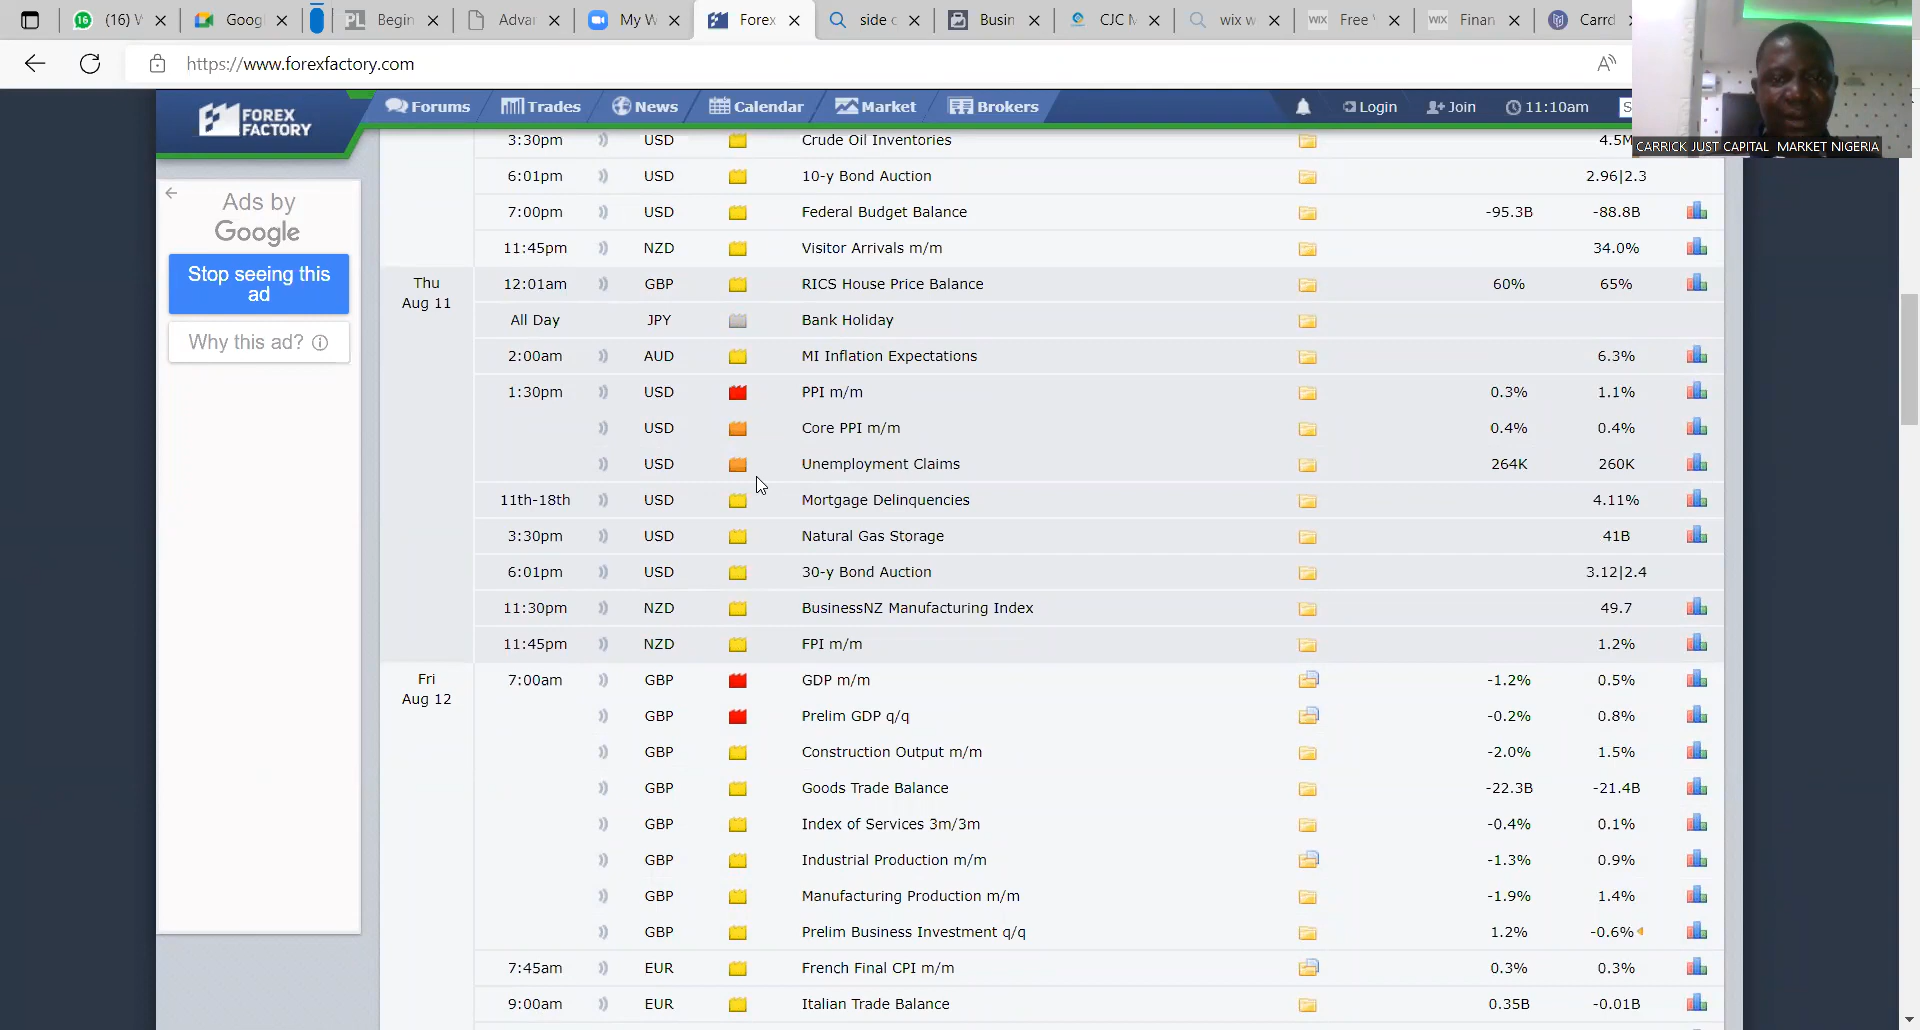 (16) V
Goog
PL Begin
Advar
My W
Forex
side c
Busin
CJC M
wix w
WIX Free
WIX Finan
Carrd
https://www.forexfactory.com
FOREX FACTORY
Forums Trades News Calendar Market Brokers Login Join 11:10am S
CARRICK JUST CAPITAL MARKET NIGERIA
Ads by
Google
Stop seeing this
ad
Why this ad?
3:30pm USD Crude Oil Inventories 4.5M
6:01pm USD 10-y Bond Auction 2.96|2.3
7:00pm USD Federal Budget Balance -95.3B -88.8B
11:45pm NZD Visitor Arrivals m/m 34.0%
Thu
Aug 11
12:01am GBP RICS House Price Balance 60% 65%
All Day JPY Bank Holiday
2:00am AUD MI Inflation Expectations 6.3%
1:30pm USD PPI m/m 0.3% 1.1%
USD Core PPI m/m 0.4% 0.4%
USD Unemployment Claims 264K 260K
11th-18th USD Mortgage Delinquencies 4.11%
3:30pm USD Natural Gas Storage 41B
6:01pm USD 30-y Bond Auction 3.12|2.4
11:30pm NZD BusinessNZ Manufacturing Index 49.7
11:45pm NZD FPI m/m 1.2%
Fri
Aug 12
7:00am GBP GDP m/m -1.2% 0.5%
GBP Prelim GDP q/q -0.2% 0.8%
GBP Construction Output m/m -2.0% 1.5%
GBP Goods Trade Balance -22.3B -21.4B
GBP Index of Services 3m/3m -0.4% 0.1%
GBP Industrial Production m/m -1.3% 0.9%
GBP Manufacturing Production m/m -1.9% 1.4%
GBP Prelim Business Investment q/q 1.2% -0.6%
7:45am EUR French Final CPI m/m 0.3% 0.3%
9:00am EUR Italian Trade Balance 0.35B -0.01B